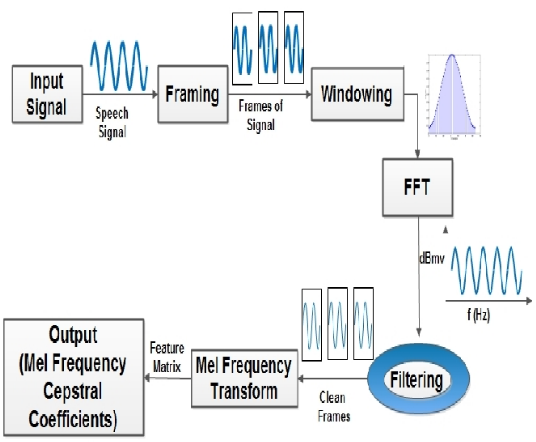 Input
Signal
Speech
Signal
Framing
Frames of
Signal
Windowing
FFT
dBmv
f (Hz)
Filtering
Clean
Frames
Mel Frequency
Transform
Feature
Matrix
Output
(Mel Frequency
Cepstral
Coefficients)